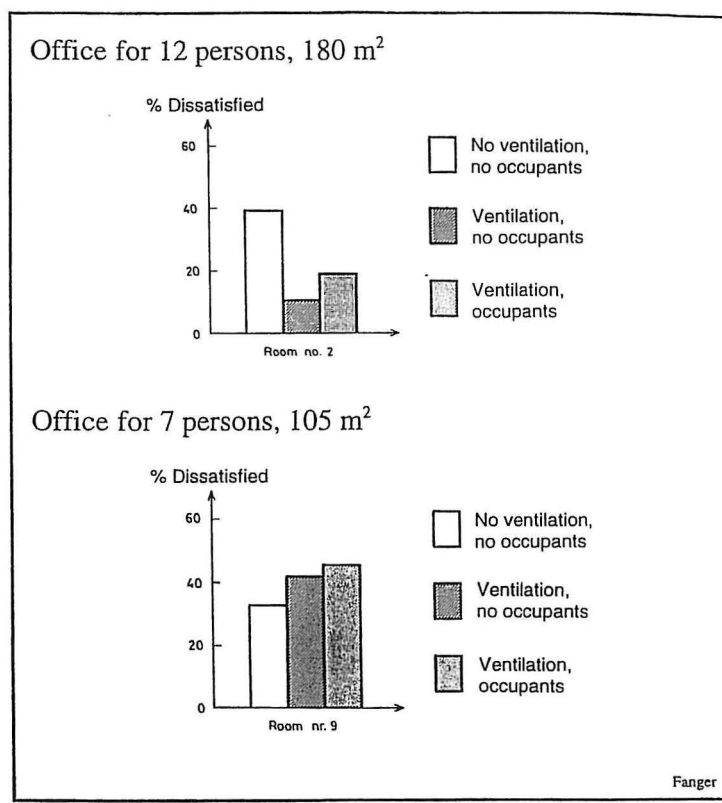 Office for 12 persons, 180 m²
% Dissatisfied
60
40
20
0
Room no. 2
No ventilation,
no occupants
Ventilation,
no occupants
Ventilation,
occupants
Office for 7 persons, 105 m²
% Dissatisfied
60
40
20
0
Room nr. 9
No ventilation,
no occupants
Ventilation,
no occupants
Ventilation,
occupants
Fanger